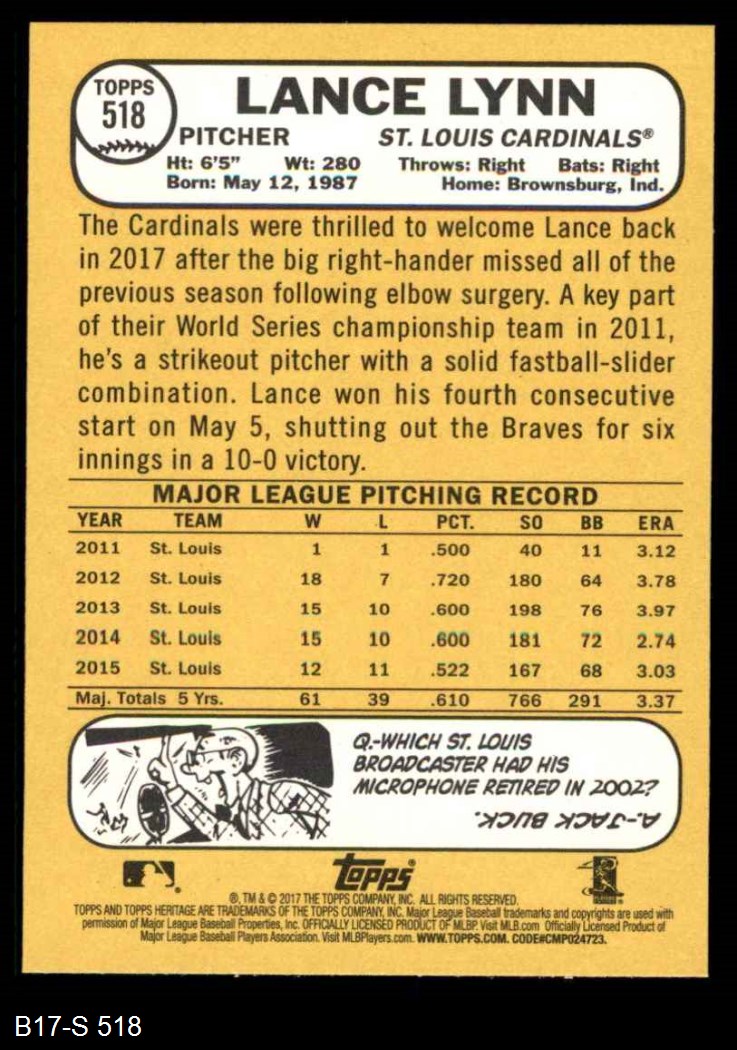 TOPPS
518
LANCE LYNN
PITCHER ST. LOUIS CARDINALS®
Ht: 6'5" Wt: 280 Throws: Right Bats: Right
Born: May 12, 1987 Home: Brownsburg, Ind.
The Cardinals were thrilled to welcome Lance back
in 2017 after the big right-hander missed all of the
previous season following elbow surgery. A key part
of their World Series championship team in 2011,
he's a strikeout pitcher with a solid fastball-slider
combination. Lance won his fourth consecutive
start on May 5, shutting out the Braves for six
innings in a 10-0 victory.
MAJOR LEAGUE PITCHING RECORD
YEAR TEAM W L PCT. SO BB ERA
2011 St. Louis 1 1 .500 40 11 3.12
2012 St. Louis 18 7 .720 180 64 3.78
2013 St. Louis 15 10 .600 198 76 3.97
2014 St. Louis 15 10 .600 181 72 2.74
2015 St. Louis 12 11 .522 167 68 3.03
Maj. Totals 5 Yrs. 61 39 .610 766 291 3.37
Q.-WHICH ST. LOUIS
BROADCASTER HAD HIS
MICROPHONE RETIRED IN 2002?
A.-JACK BUCK.
topps®
®, TM & © 2017 THE TOPPS COMPANY, INC. ALL RIGHTS RESERVED.
TOPPS AND TOPPS HERITAGE ARE TRADEMARKS OF THE TOPPS COMPANY, INC. Major League Baseball trademarks and copyrights are used with
permission of Major League Baseball Properties, Inc. OFFICIALLY LICENSED PRODUCT OF MLBP. Visit MLB.com Officially Licensed Product of
Major League Baseball Players Association. Visit MLBPlayers.com. WWW.TOPPS.COM. CODE#CMP024723.
B17-S 518